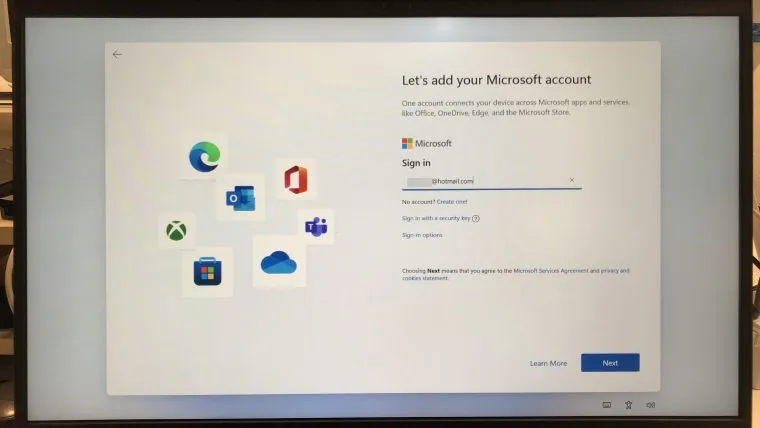 Let's add your Microsoft account
One account connects your device across Microsoft apps and services,
like Office, OneDrive, Edge, and the Microsoft Store.
Microsoft
Sign in
@hotmail.com
No account? Create one!
Sign in with a security key
Sign-in options
Choosing Next means that you agree to the Microsoft Services Agreement and privacy and
cookies statement.
Learn More
Next